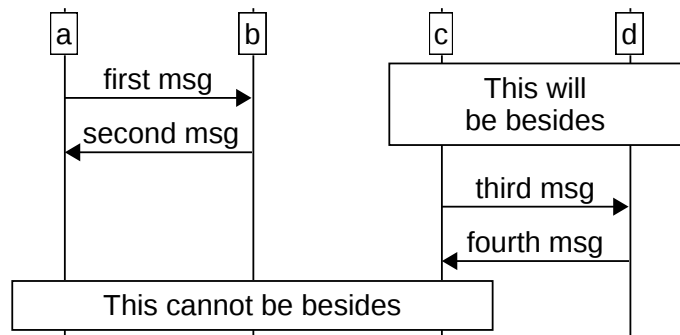 a
b
c
d
first msg
This will
be besides
second msg
third msg
fourth msg
This cannot be besides